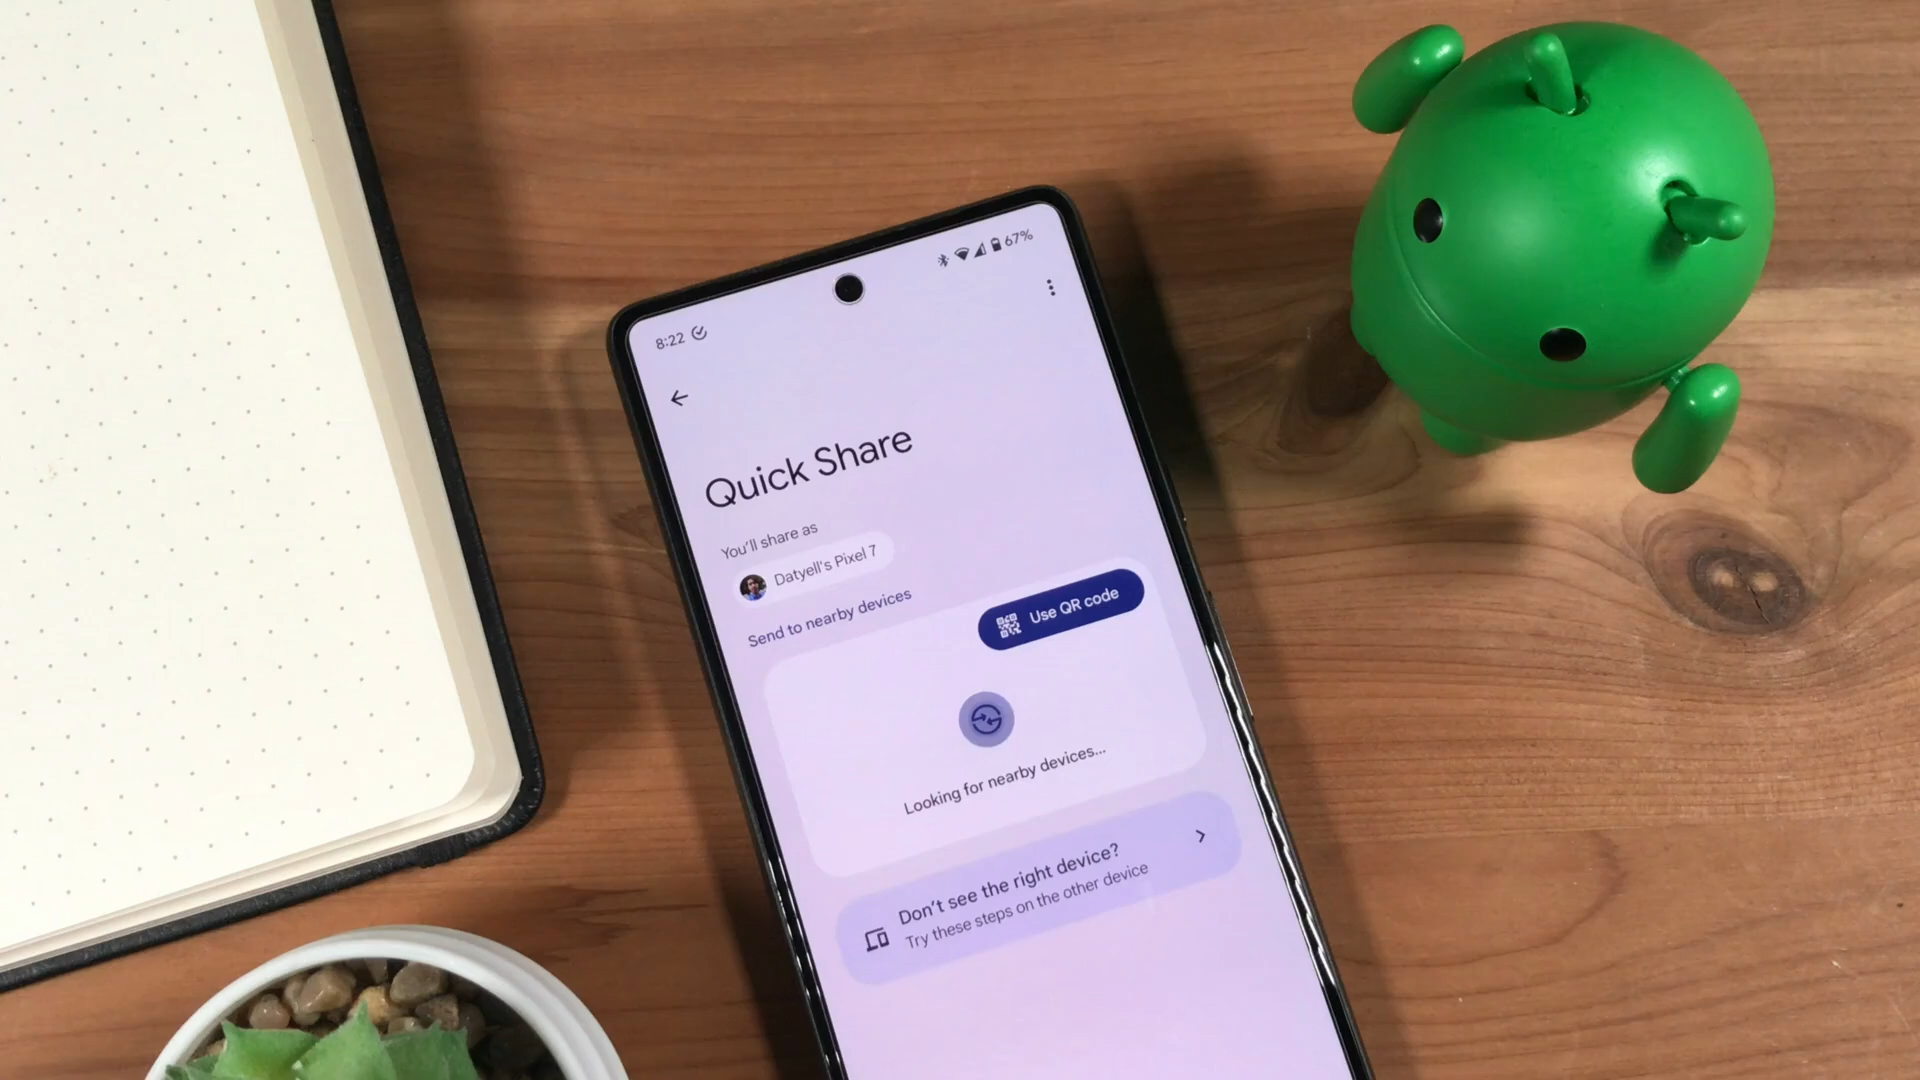 8:22
67%
Quick Share
You'll share as
Datyell's Pixel 7
Send to nearby devices
Use QR code
Looking for nearby devices...
Don't see the right device?
Try these steps on the other device